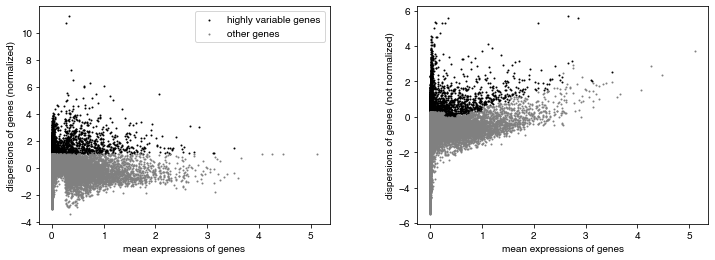 highly variable genes
other genes
dispersions of genes (normalized)
12
10
8
6
4
2
0
−2
−4
0 1 2 3 4 5
mean expressions of genes
dispersions of genes (not normalized)
6
4
2
0
−2
−4
−6
0 1 2 3 4 5
mean expressions of genes